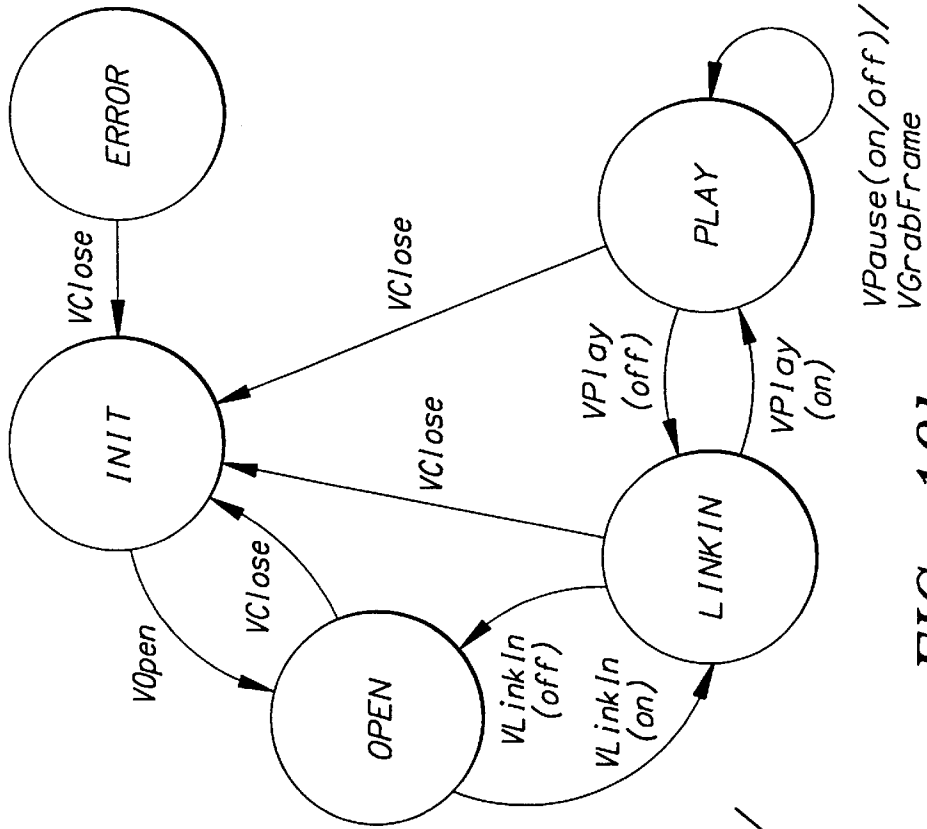 VClose
INIT
ERROR
VOpen
VClose
OPEN
VClose
VClose
VLinkIn
(off)
VLinkIn
(on)
VPlay
(off)
LINKIN
PLAY
VPlay
(on)
VPause(on/off)/
VGrabFrame
FIG